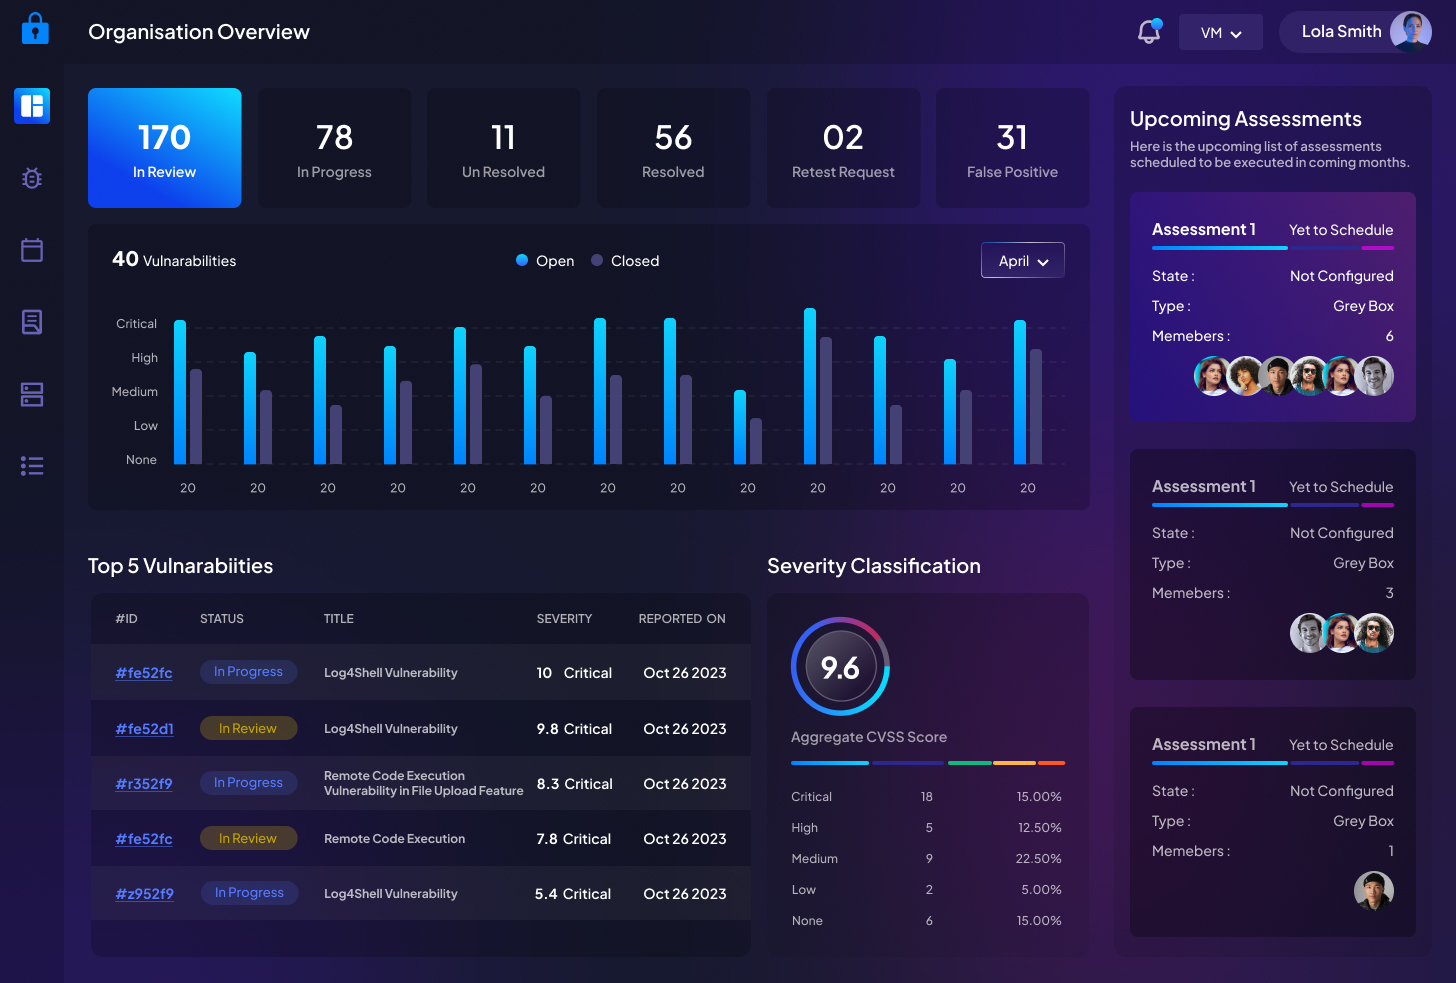 Organisation Overview
VM
Lola Smith
170
In Review
78
In Progress
11
Un Resolved
56
Resolved
02
Retest Request
31
False Positive
40 Vulnarabilities
Open
Closed
April
Critical
High
Medium
Low
None
20 20 20 20 20 20 20 20 20 20 20 20 20
Top 5 Vulnarabiities
#ID STATUS TITLE SEVERITY REPORTED ON
#fe52fc In Progress Log4Shell Vulnerability 10 Critical Oct 26 2023
#fe52d1 In Review Log4Shell Vulnerability 9.8 Critical Oct 26 2023
#r352f9 In Progress Remote Code Execution
Vulnerability in File Upload Feature 8.3 Critical Oct 26 2023
#fe52fc In Review Remote Code Execution 7.8 Critical Oct 26 2023
#z952f9 In Progress Log4Shell Vulnerability 5.4 Critical Oct 26 2023
Severity Classification
9.6
Aggregate CVSS Score
Critical 18 15.00%
High 5 12.50%
Medium 9 22.50%
Low 2 5.00%
None 6 15.00%
Upcoming Assessments
Here is the upcoming list of assessments
scheduled to be executed in coming months.
Assessment 1 Yet to Schedule
State : Not Configured
Type : Grey Box
Memebers : 6
Assessment 1 Yet to Schedule
State : Not Configured
Type : Grey Box
Memebers : 3
Assessment 1 Yet to Schedule
State : Not Configured
Type : Grey Box
Memebers : 1